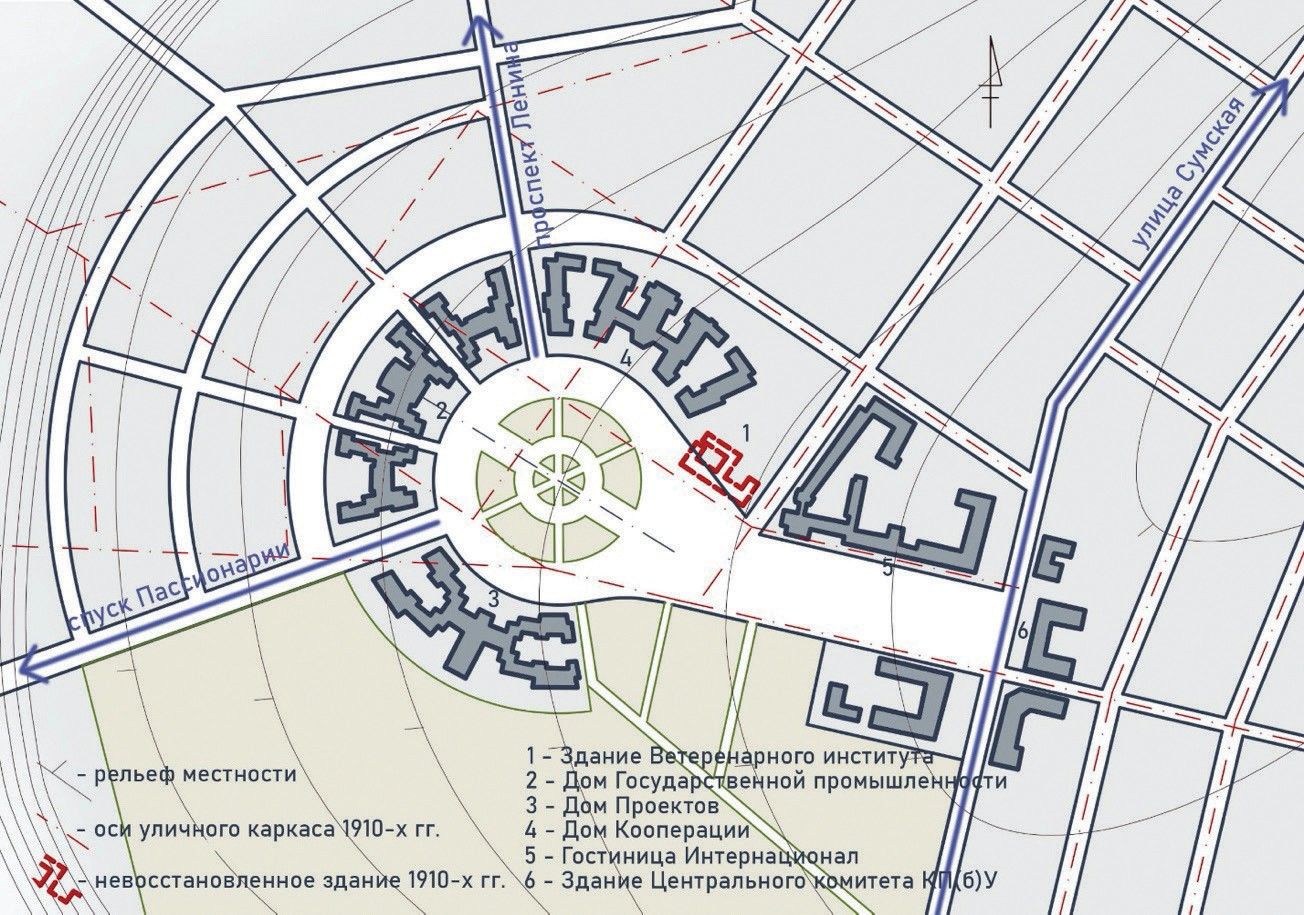 проспект Ленина
улица Сумская
4
2
1
5
3
6
спуск Пассионарии
– рельеф местности
– оси уличного каркаса 1910-х гг.
– невосстановленное здание 1910-х гг.
1 – Здание Ветеренарного института
2 – Дом Государственной промышленности
3 – Дом Проектов
4 – Дом Кооперации
5 – Гостиница Интернационал
6 – Здание Центрального комитета КП(б)У